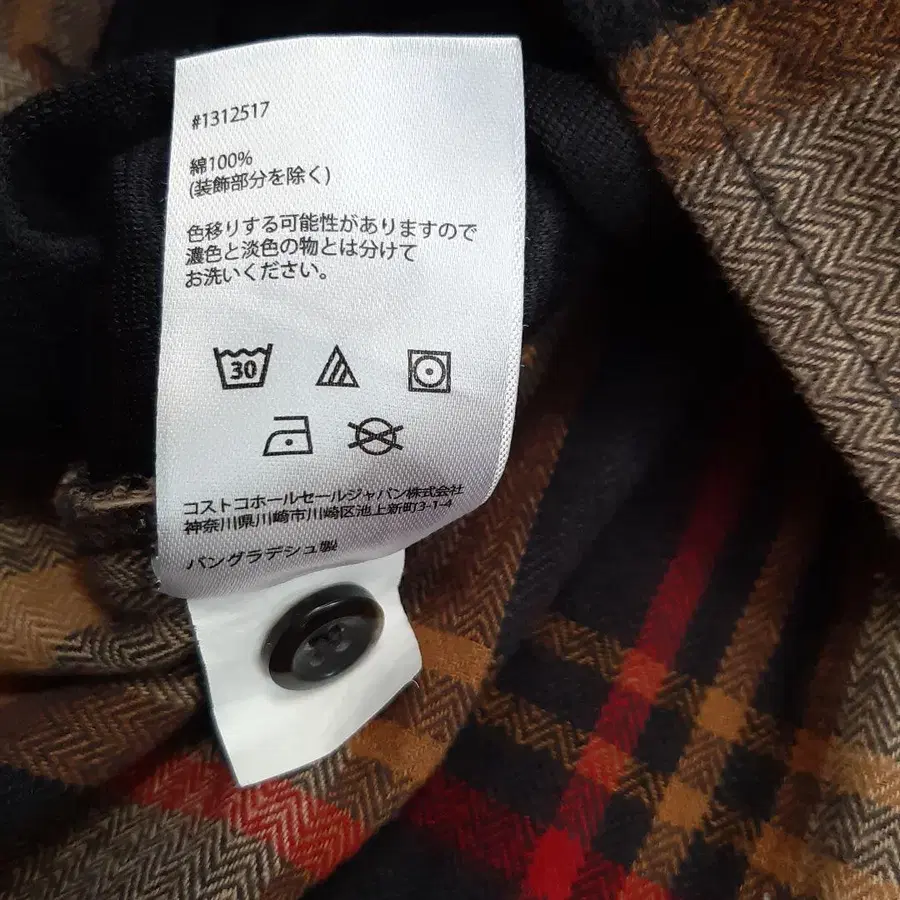 #1312517
綿100%
(装飾部分を除く)
色移りする可能性がありますので
濃色と淡色の物とは分けて
お洗いください。
30
コストコホールセールジャパン株式会社
神奈川県川崎市川崎区池上新町3-1-4
バングラデシュ製